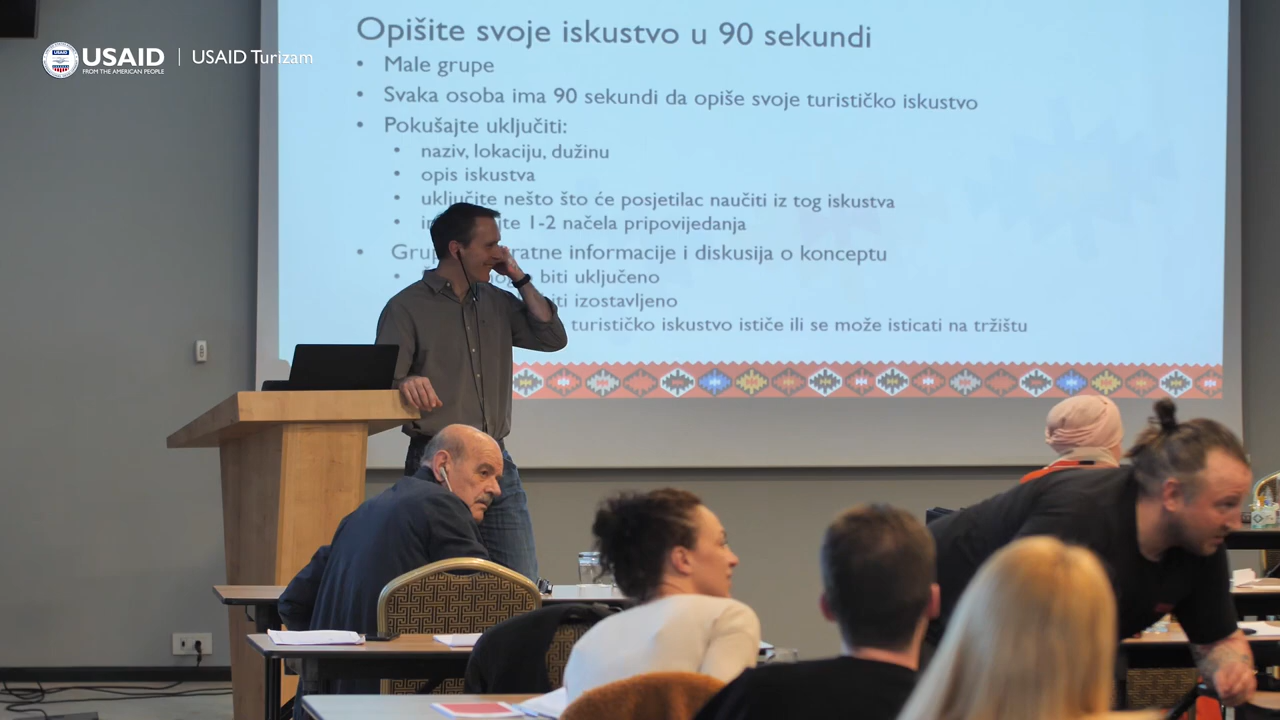 USAID
FROM THE AMERICAN PEOPLE
USAID Turizam
Opišite svoje iskustvo u 90 sekundi
• Male grupe
• Svaka osoba ima 90 sekundi da opiše svoje turističko iskustvo
• Pokušajte uključiti:
• naziv, lokaciju, dužinu
• opis iskustva
• uključite nešto što će posjetilac naučiti iz tog iskustva
• 1-2 načela pripovijedanja
• informacije i diskusija o konceptu
• biti uključeno
izostavljeno
turističko iskustvo ističe ili se može isticati na tržištu